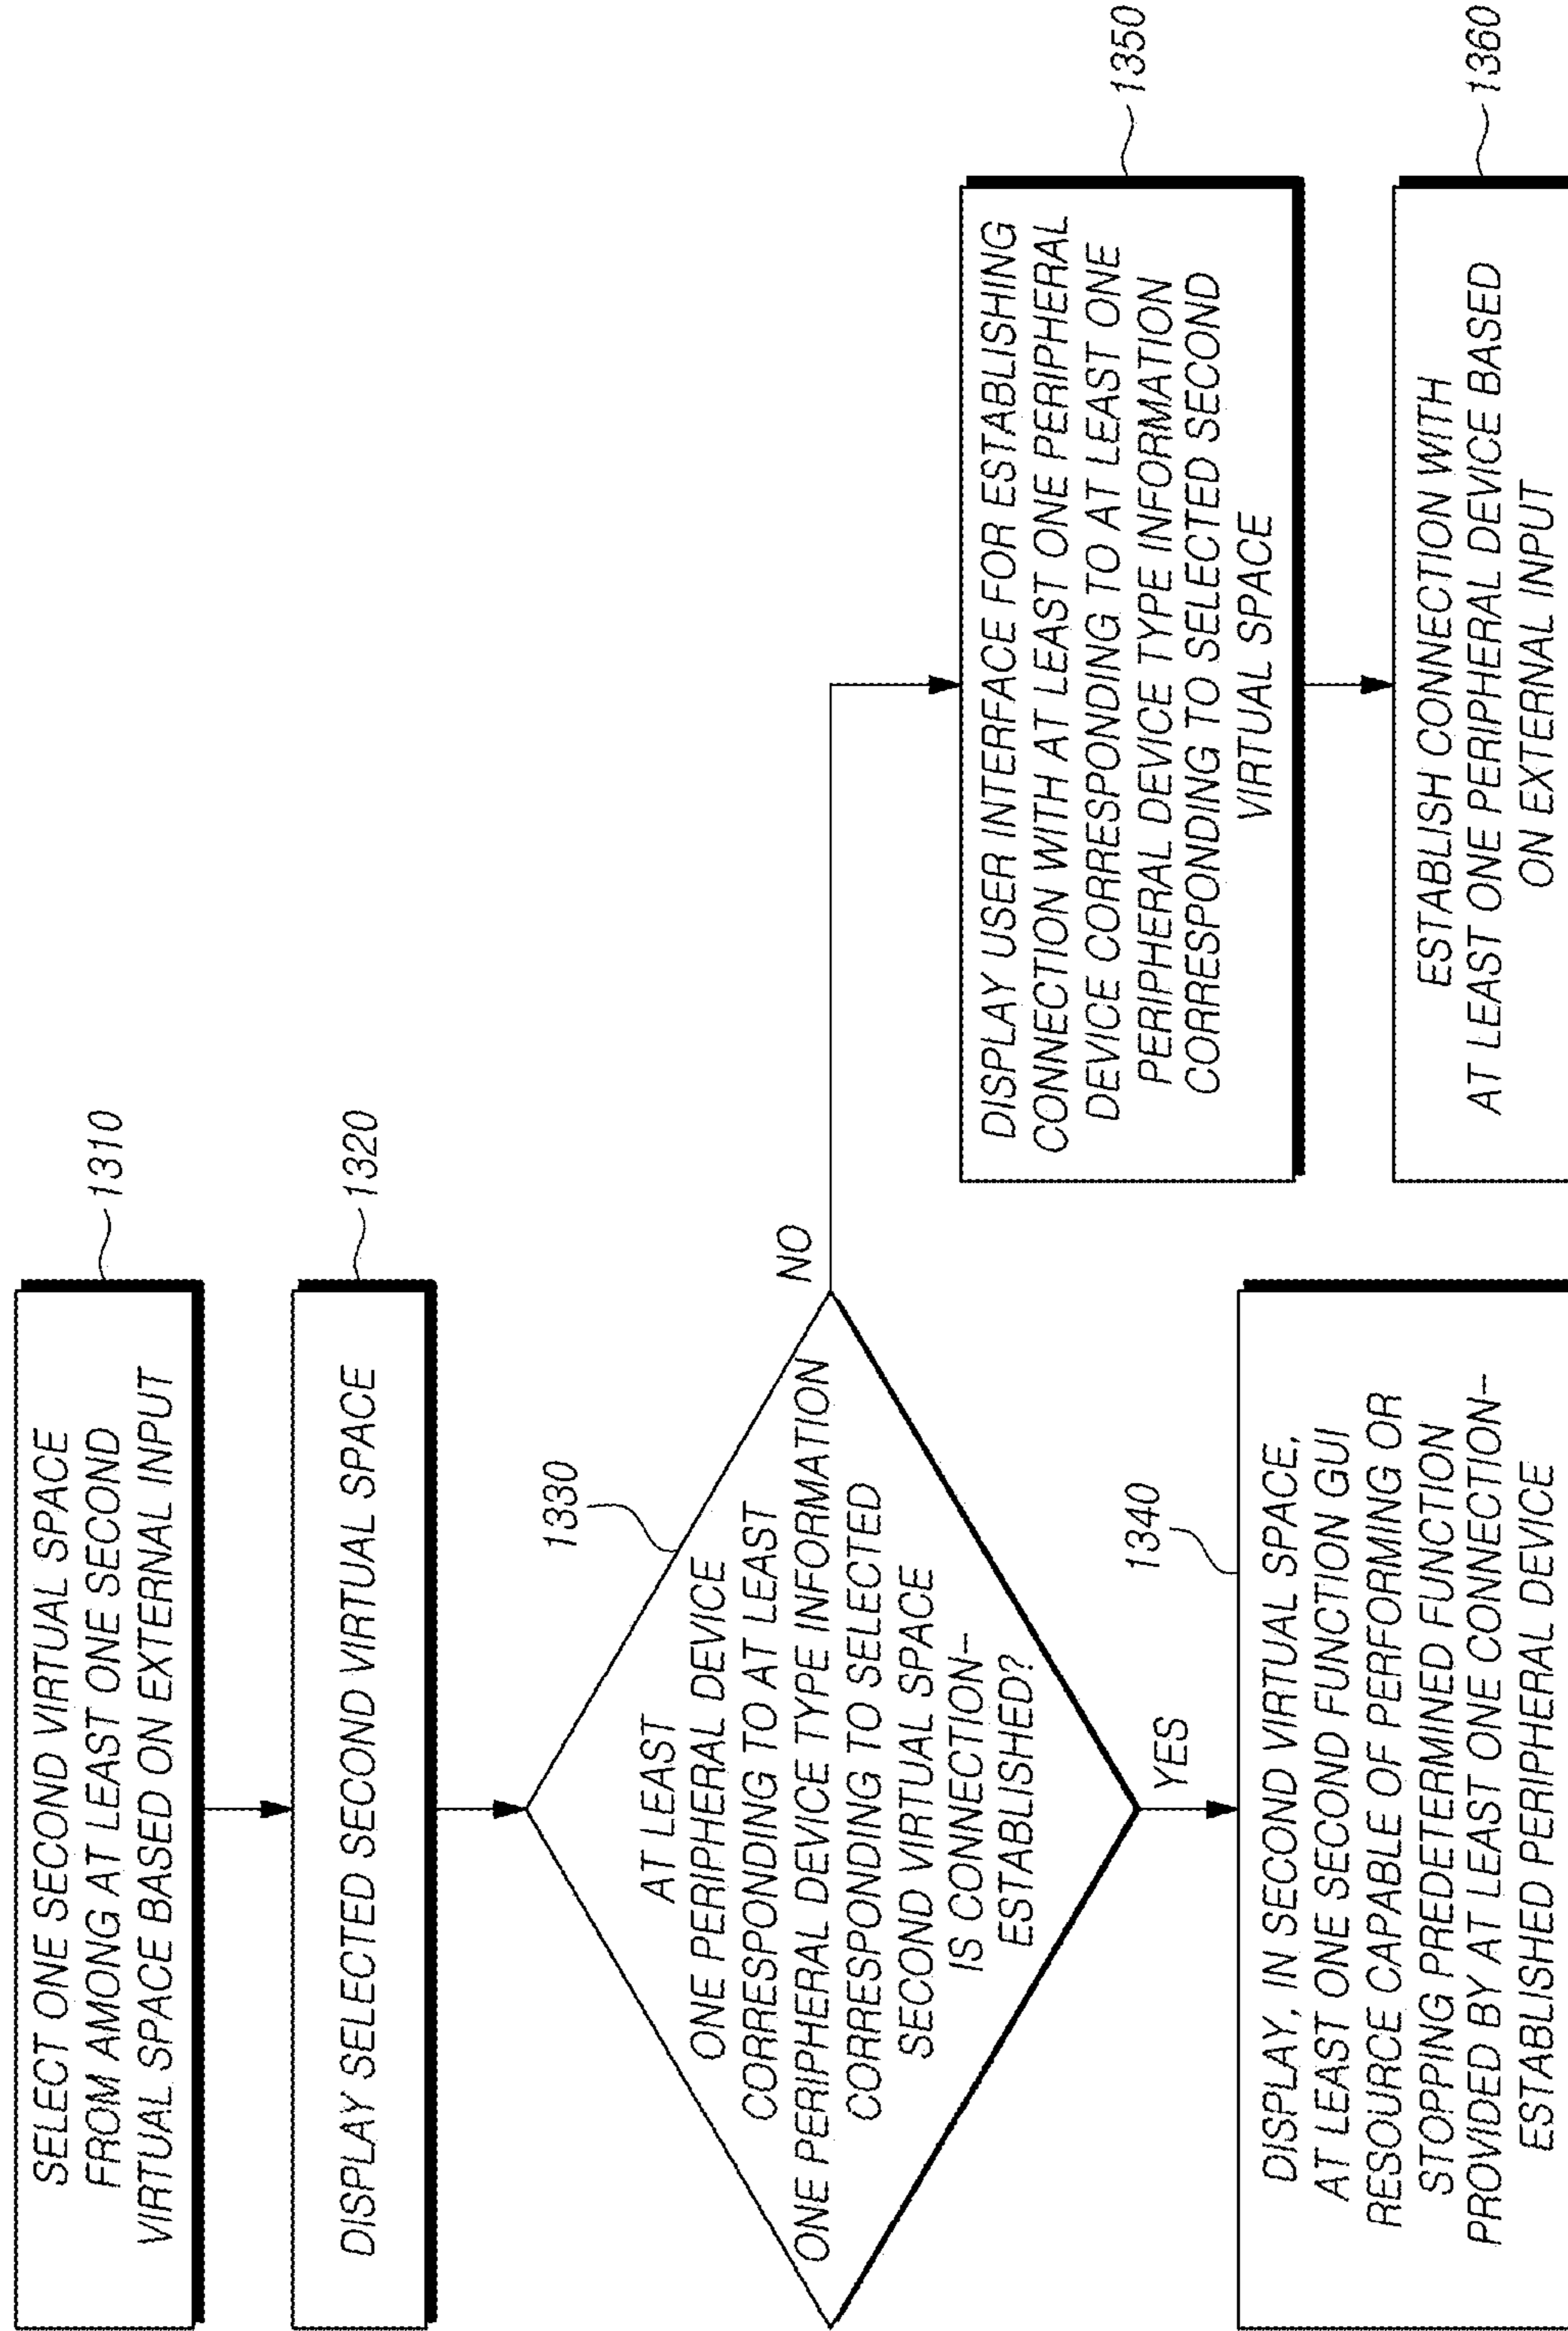 SELECT ONE SECOND VIRTUAL SPACE
FROM AMONG AT LEAST ONE SECOND
VIRTUAL SPACE BASED ON EXTERNAL INPUT
1310
DISPLAY SELECTED SECOND VIRTUAL SPACE
1320
1330
AT LEAST
ONE PERIPHERAL DEVICE
CORRESPONDING TO AT LEAST
ONE PERIPHERAL DEVICE TYPE INFORMATION
CORRESPONDING TO SELECTED
SECOND VIRTUAL SPACE
IS CONNECTION-
ESTABLISHED?
NO
YES
1340
DISPLAY, IN SECOND VIRTUAL SPACE,
AT LEAST ONE SECOND FUNCTION GUI
RESOURCE CAPABLE OF PERFORMING OR
STOPPING PREDETERMINED FUNCTION
PROVIDED BY AT LEAST ONE CONNECTION-
ESTABLISHED PERIPHERAL DEVICE
DISPLAY USER INTERFACE FOR ESTABLISHING
CONNECTION WITH AT LEAST ONE PERIPHERAL
DEVICE CORRESPONDING TO AT LEAST ONE
PERIPHERAL DEVICE TYPE INFORMATION
CORRESPONDING TO SELECTED SECOND
VIRTUAL SPACE
1350
ESTABLISH CONNECTION WITH
AT LEAST ONE PERIPHERAL DEVICE BASED
ON EXTERNAL INPUT
1360